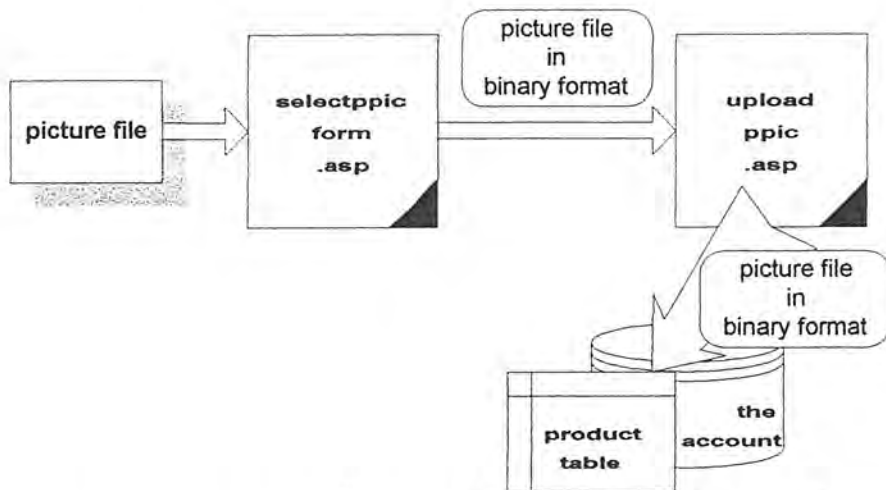 picture file
selectppic
form
.asp
picture file
in
binary format
upload
ppic
.asp
picture file
in
binary format
product
table
the
account